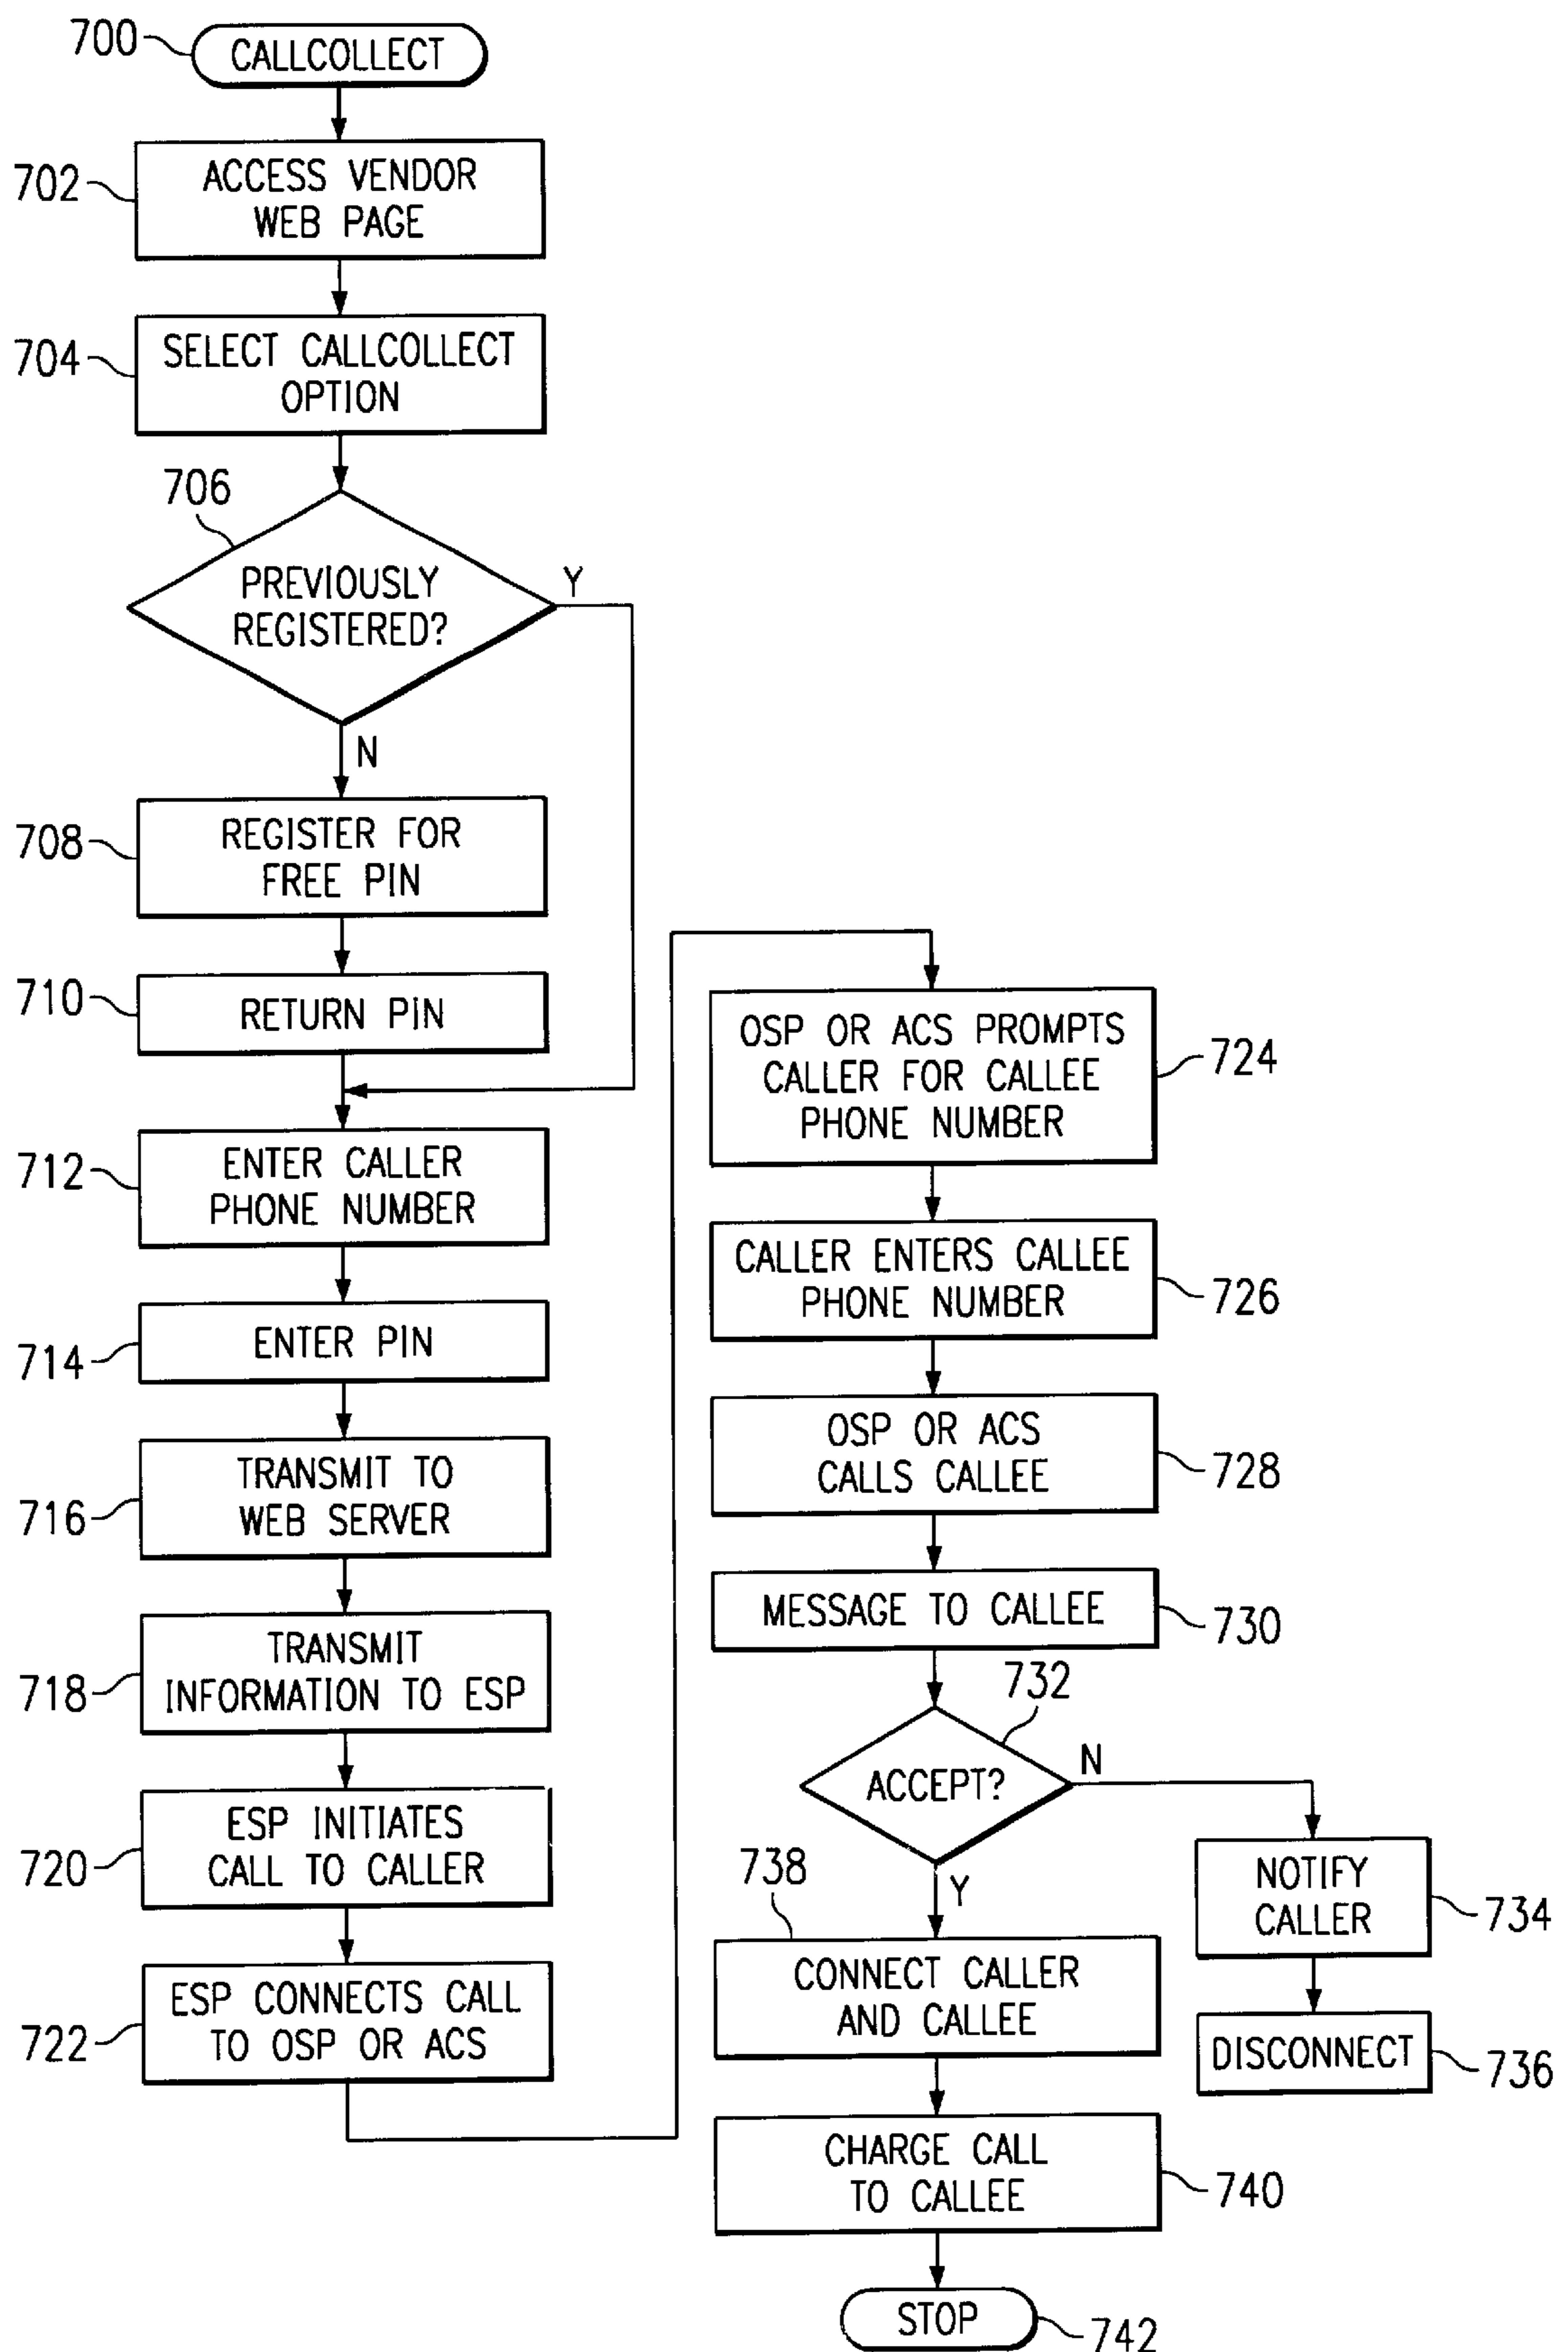 700
CALLCOLLECT
702
ACCESS VENDOR
WEB PAGE
704
SELECT CALLCOLLECT
OPTION
706
PREVIOUSLY
REGISTERED?
Y
N
708
REGISTER FOR
FREE PIN
710
RETURN PIN
712
ENTER CALLER
PHONE NUMBER
714
ENTER PIN
716
TRANSMIT TO
WEB SERVER
718
TRANSMIT
INFORMATION TO ESP
720
ESP INITIATES
CALL TO CALLER
722
ESP CONNECTS CALL
TO OSP OR ACS
OSP OR ACS PROMPTS
CALLER FOR CALLEE
PHONE NUMBER
724
CALLER ENTERS CALLEE
PHONE NUMBER
726
OSP OR ACS
CALLS CALLEE
728
MESSAGE TO CALLEE
730
732
ACCEPT?
N
Y
NOTIFY
CALLER
734
DISCONNECT
736
738
CONNECT CALLER
AND CALLEE
CHARGE CALL
TO CALLEE
740
STOP
742